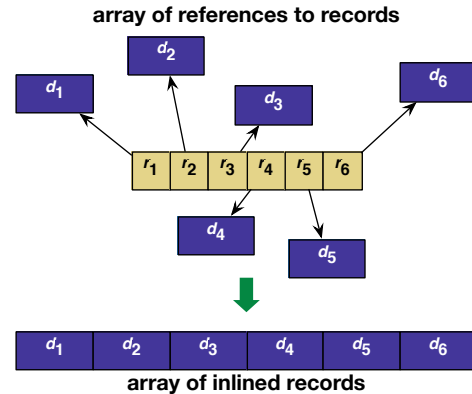 array of references to records
d2
d1
d6
d3
r1 r2 r3 r4 r5 r6
d4
d5
d1 d2 d3 d4 d5 d6
array of inlined records